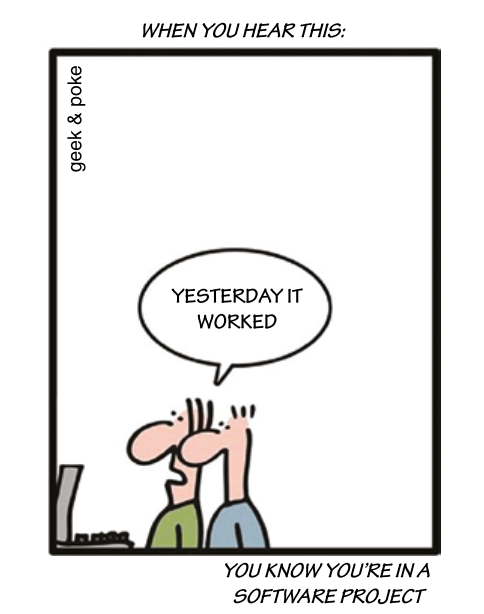 WHEN YOU HEAR THIS:
geek & poke
YESTERDAY IT
WORKED
YOU KNOW YOU'RE IN A
SOFTWARE PROJECT